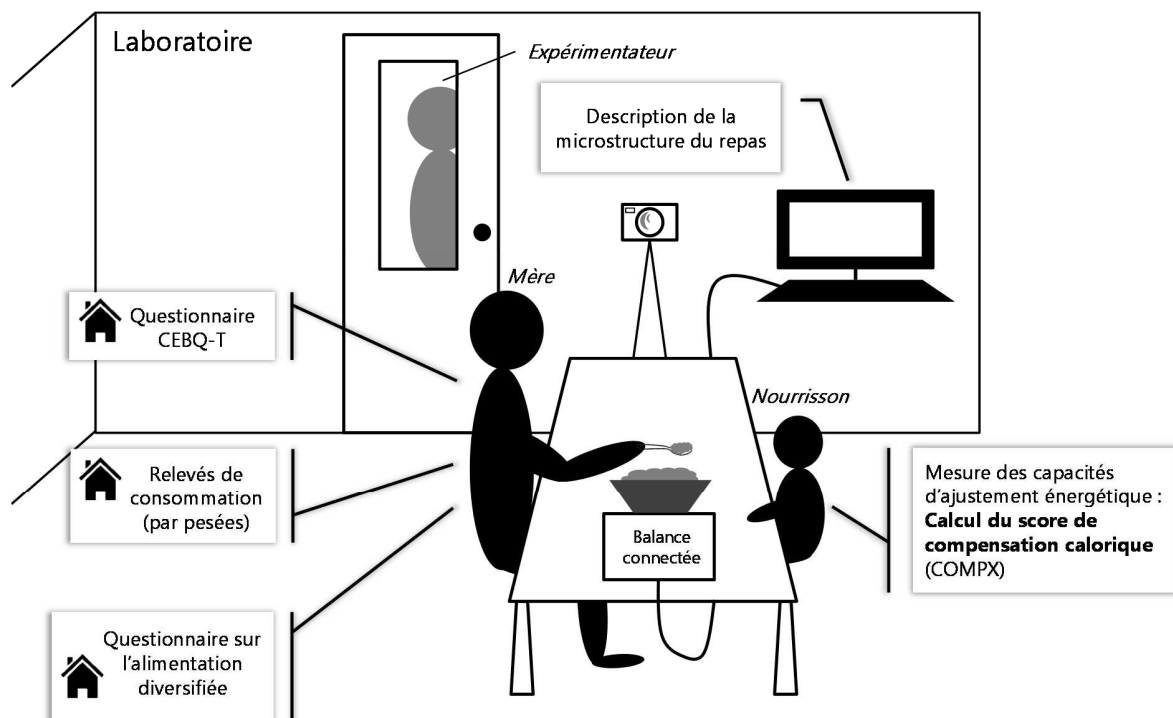 Laboratoire
Expérimentateur
Description de la
microstructure du repas
Mère
Questionnaire
CEBQ-T
Nourrisson
Relevés de
consommation
(par pesées)
Balance
connectée
Mesure des capacités
d'ajustement énergétique :
Calcul du score de
compensation calorique
(COMPX)
Questionnaire sur
l'alimentation
diversifiée